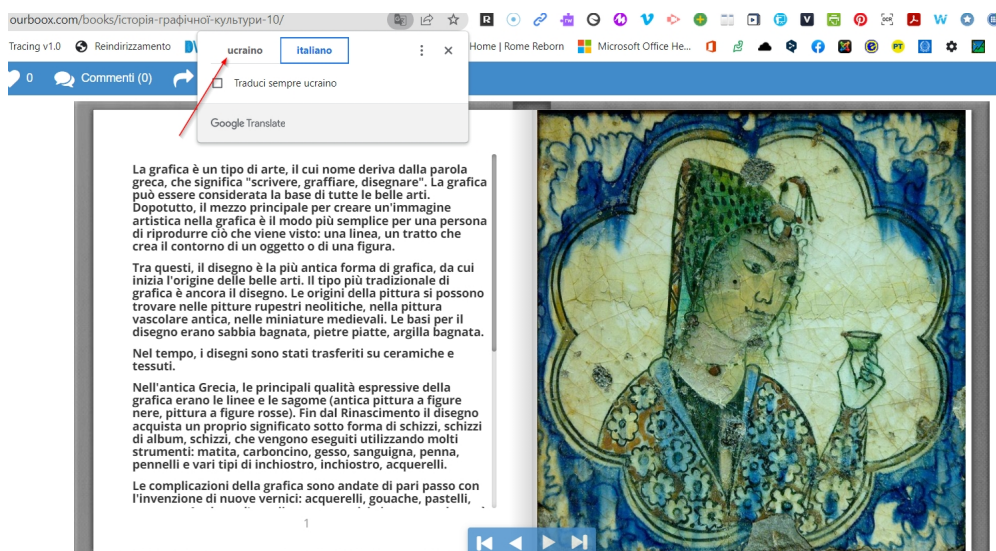 ourboox.com/books/історія-графічної-культури-10/
Tracing v1.0 Reindirizzamento Home | Rome Reborn Microsoft Office He...
ucraino italiano
0 Commenti (0)
Traduci sempre ucraino
Google Translate
La grafica è un tipo di arte, il cui nome deriva dalla parola
greca, che significa "scrivere, graffiare, disegnare". La grafica
può essere considerata la base di tutte le belle arti.
Dopotutto, il mezzo principale per creare un'immagine
artistica nella grafica è il modo più semplice per una persona
di riprodurre ciò che viene visto: una linea, un tratto che
crea il contorno di un oggetto o di una figura.
Tra questi, il disegno è la più antica forma di grafica, da cui
inizia l'origine delle belle arti. Il tipo più tradizionale di
grafica è ancora il disegno. Le origini della pittura si possono
trovare nelle pitture rupestri neolitiche, nella pittura
vascolare antica, nelle miniature medievali. Le basi per il
disegno erano sabbia bagnata, pietre piatte, argilla bagnata.
Nel tempo, i disegni sono stati trasferiti su ceramiche e
tessuti.
Nell'antica Grecia, le principali qualità espressive della
grafica erano le linee e le sagome (antica pittura a figure
nere, pittura a figure rosse). Fin dal Rinascimento il disegno
acquista un proprio significato sotto forma di schizzi, schizzi
di album, schizzi, che vengono eseguiti utilizzando molti
strumenti: matita, carboncino, gesso, sanguigna, penna,
pennelli e vari tipi di inchiostro, inchiostro, acquerelli.
Le complicazioni della grafica sono andate di pari passo con
l'invenzione di nuove vernici: acquerelli, gouache, pastelli,
1